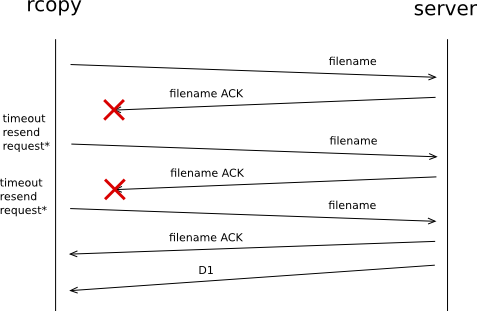 rcopy
server
filename
filename ACK
timeout
resend
request*
filename
filename ACK
timeout
resend
request*
filename
filename ACK
D1